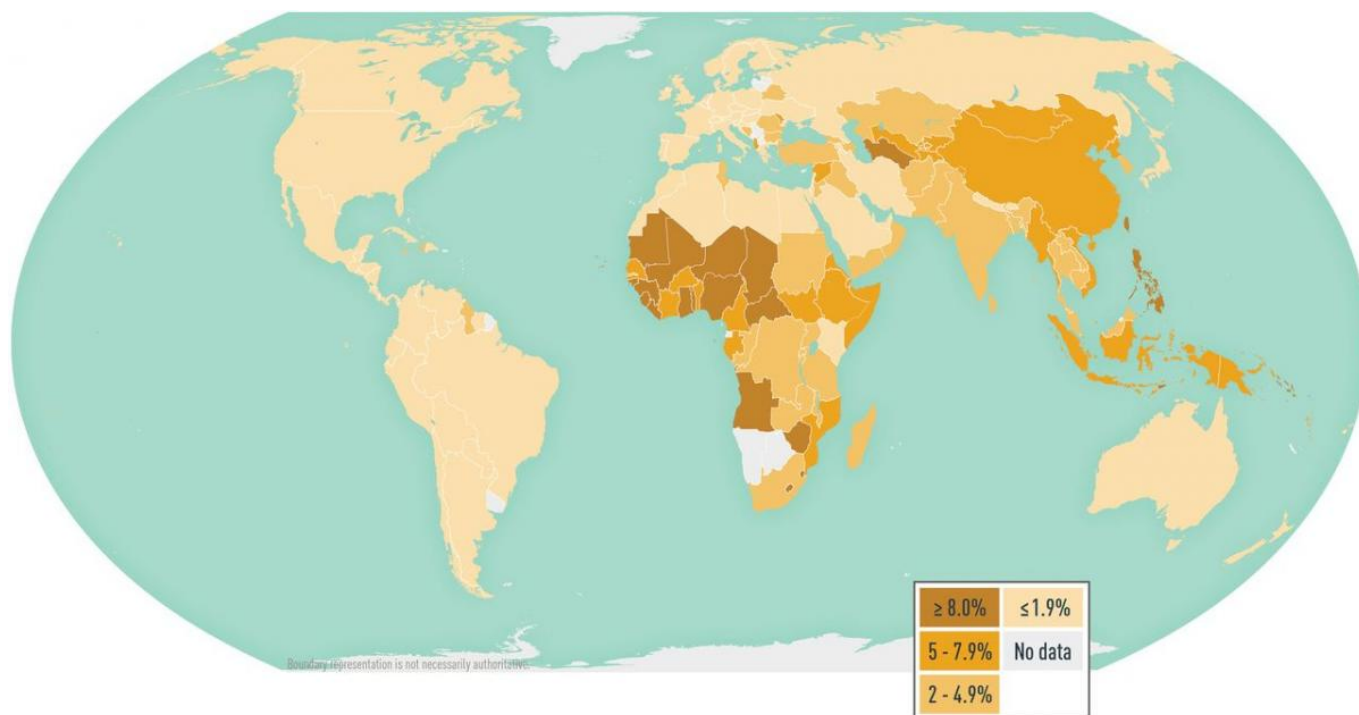 Boundary representation is not necessarily authoritative.
≥ 8.0% ≤1.9%
5 - 7.9% No data
2 - 4.9%